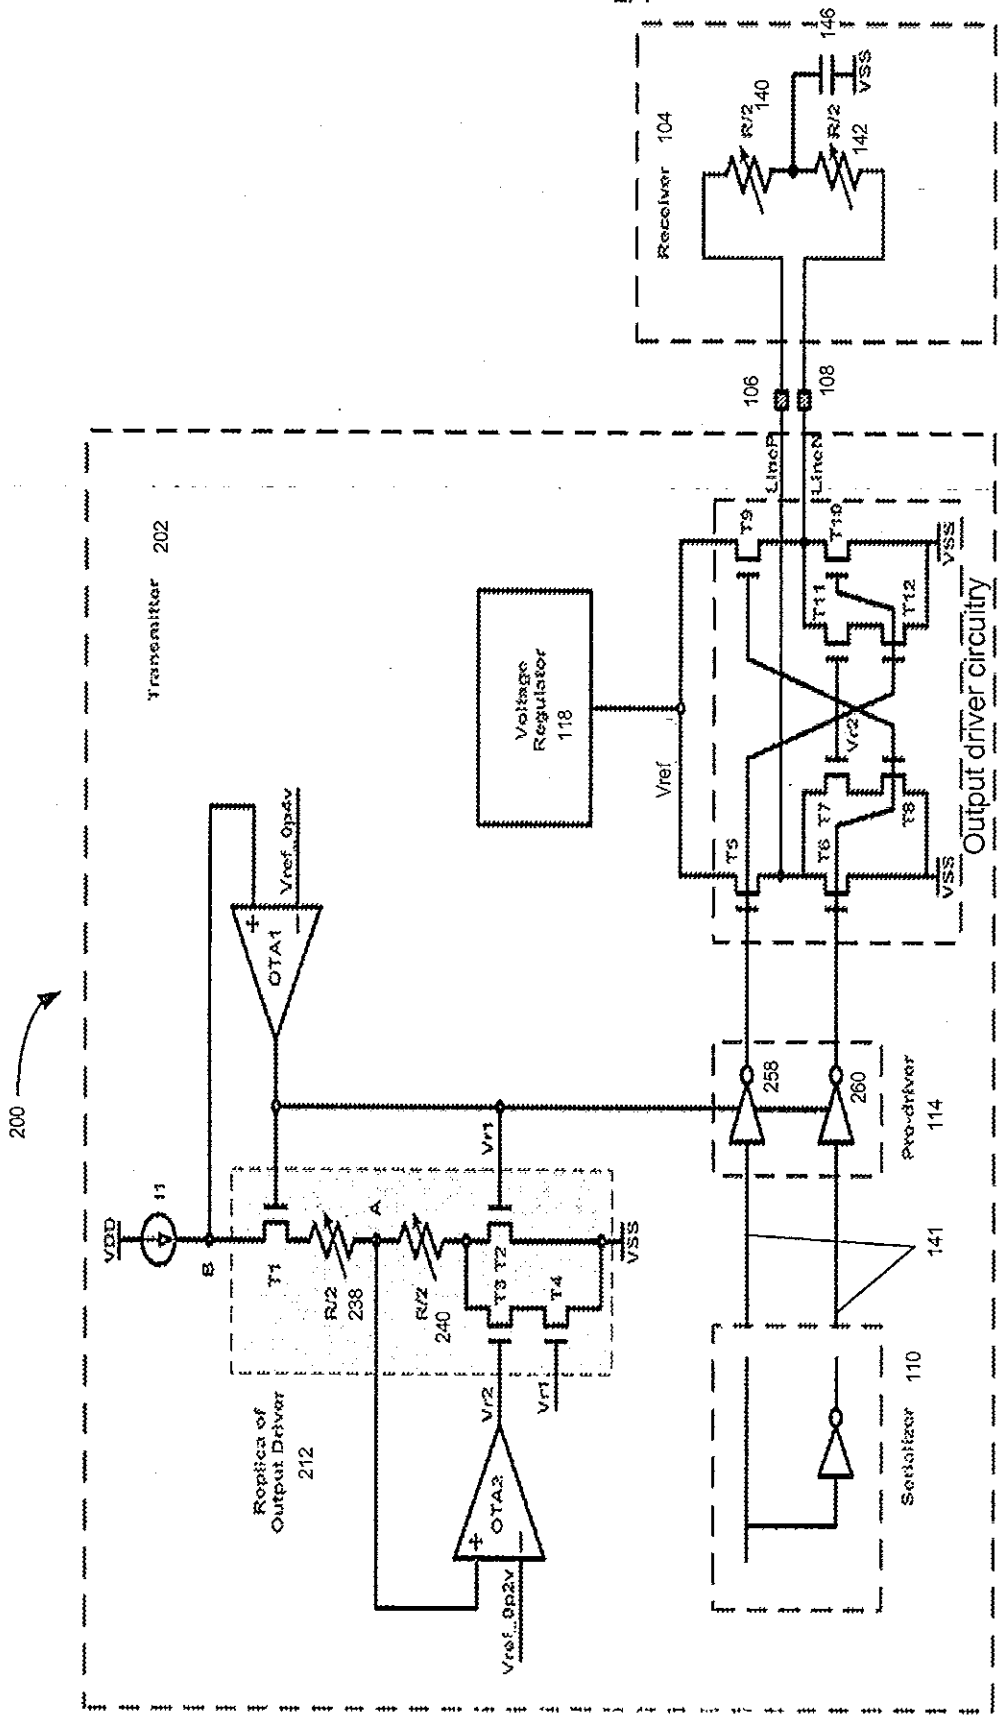 200
Transmitter 202
VDD
I1
B
T1
R/2
238
A
R/2
240
T3
T2
T4
VSS
Replica of
Output Driver
212
Vr2
Vr1
Vr1
OTA1
+
−
Vref_0p4v
OTA2
+
−
Vref_0p2v
Voltage
Regulator
118
Vref
Serializer 110
141
258
260
Pre-driver
114
T5
T6
T7
T8
Vr2
T9
T10
T11
T12
VSS
VSS
Output driver circuitry
LineP
LineN
106
108
Receiver 104
R/2
140
R/2
142
146
VSS